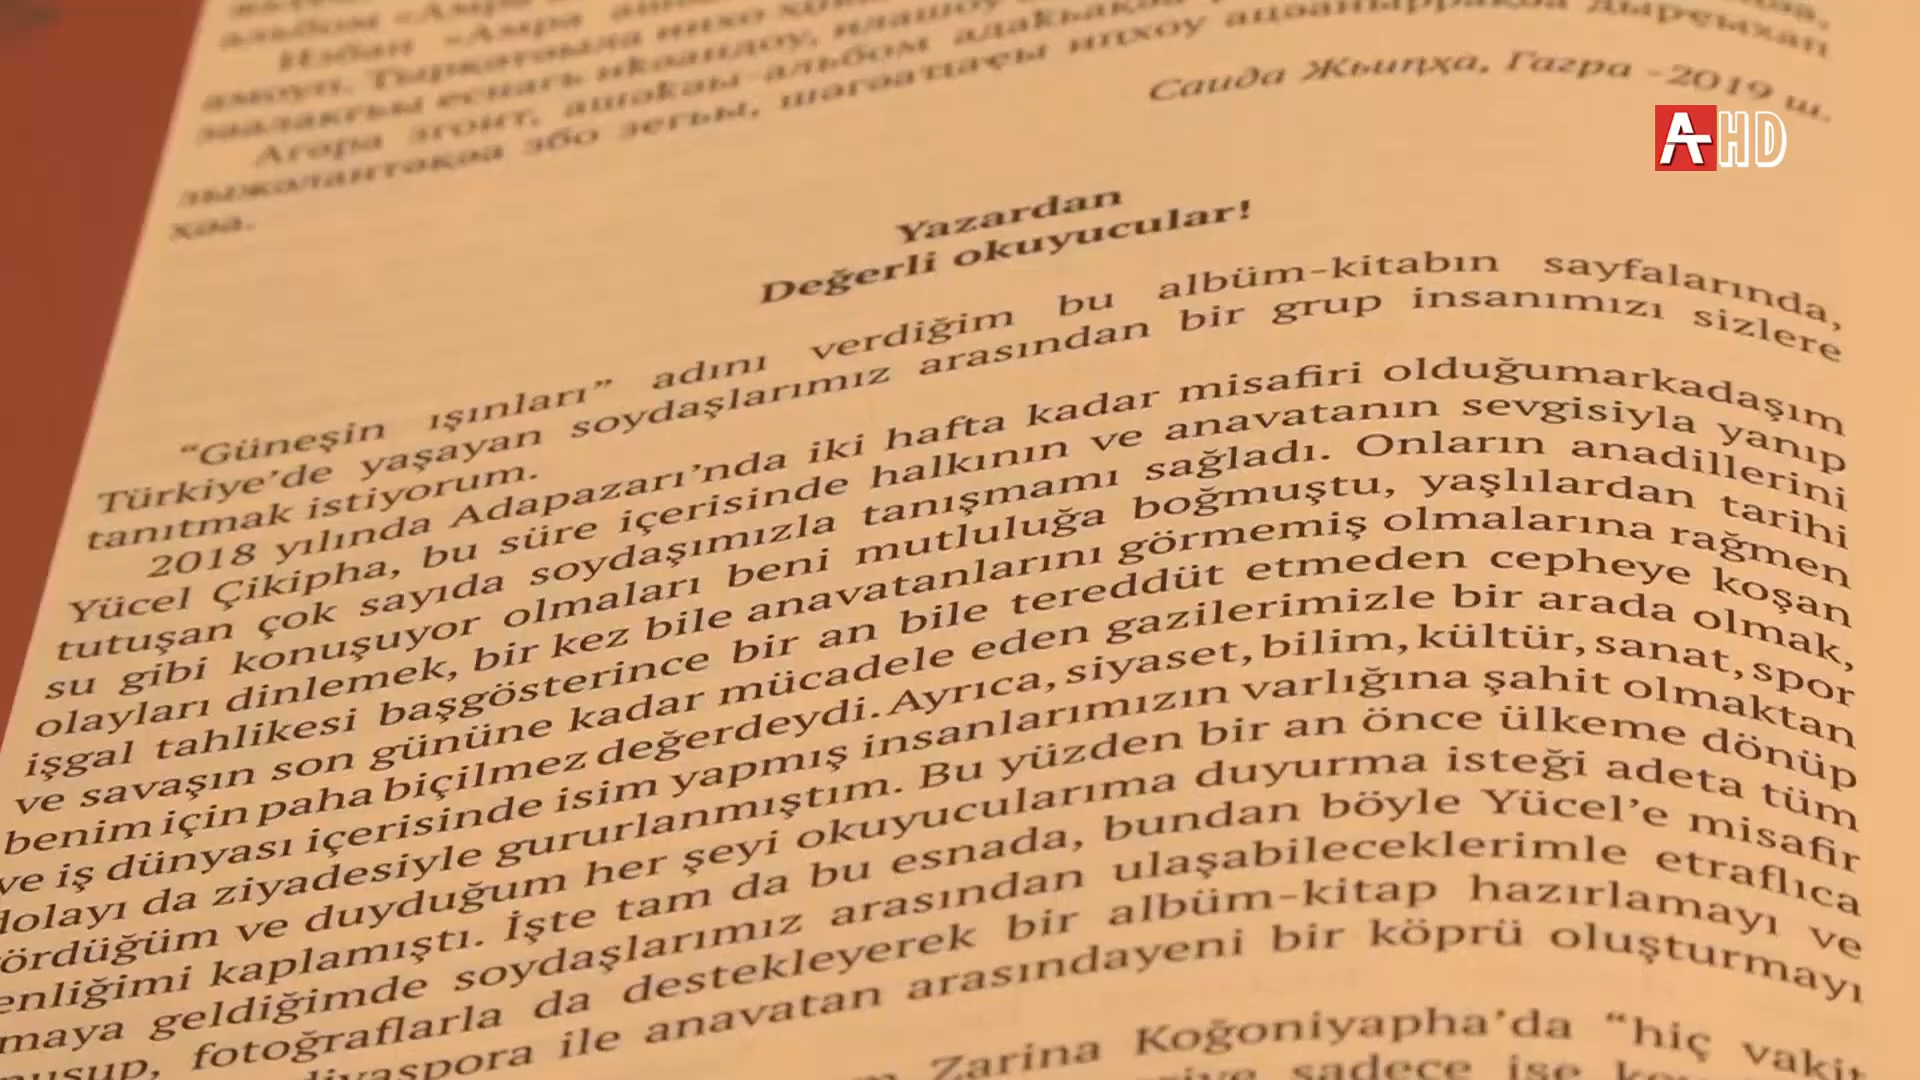 Саида Жьиԥҳа, Гагра -2019 ш.
AHD
Yazardan
Değerli okuyucular!
“Güneşin ışınları” adını verdiğim bu albüm-kitabın sayfalarında,
Türkiye’de yaşayan soydaşlarımız arasından bir grup insanımızı sizlere
tanıtmak istiyorum.
2018 yılında Adapazarı’nda iki hafta kadar misafiri olduğumarkadaşım
Yücel Çikipha, bu süre içerisinde halkının ve anavatanın sevgisiyla yanıp
tutuşan çok sayıda soydaşımızla tanışmamı sağladı. Onların anadillerini
su gibi konuşuyor olmaları beni mutluluğa boğmuştu, yaşlılardan tarihi
olayları dinlemek, bir kez bile anavatanlarını görmemiş olmalarına rağmen
işgal tahlikesi başgösterince bir an bile tereddüt etmeden cepheye koşan
ve savaşın son gününe kadar mücadele eden gazilerimizle bir arada olmak,
benim için paha biçilmez değerdeydi. Ayrıca, siyaset, bilim, kültür, sanat, spor
ve iş dünyası içerisinde isim yapmış insanlarımızın varlığına şahit olmaktan
dolayı da ziyadesiyle gururlanmıştım. Bu yüzden bir an önce ülkeme dönüp
ördüğüm ve duyduğum her şeyi okuyucularıma duyurma isteği adeta tüm
enliğimi kaplamıştı. İşte tam da bu esnada, bundan böyle Yücel’e misafir
maya geldiğimde soydaşlarımız arasından ulaşabileceklerimle etraflıca
nuşup, fotoğraflarla da destekleyerek bir albüm-kitap hazırlamayı ve
diyaspora ile anavatan arasındayeni bir köprü oluşturmayı
Zarina Koğoniyapha’da “hiç vakit
sadece ise